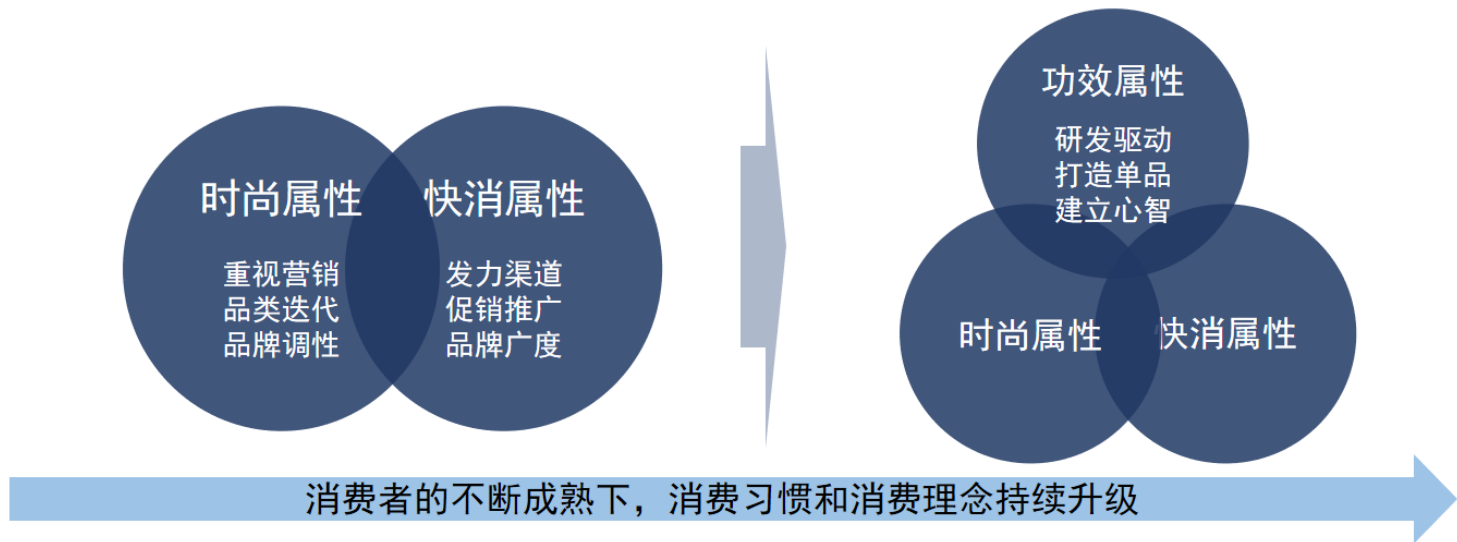 时尚属性
重视营销
品类迭代
品牌调性
快消属性
发力渠道
促销推广
品牌广度
功效属性
研发驱动
打造单品
建立心智
时尚属性
快消属性
消费者的不断成熟下，消费习惯和消费理念持续升级